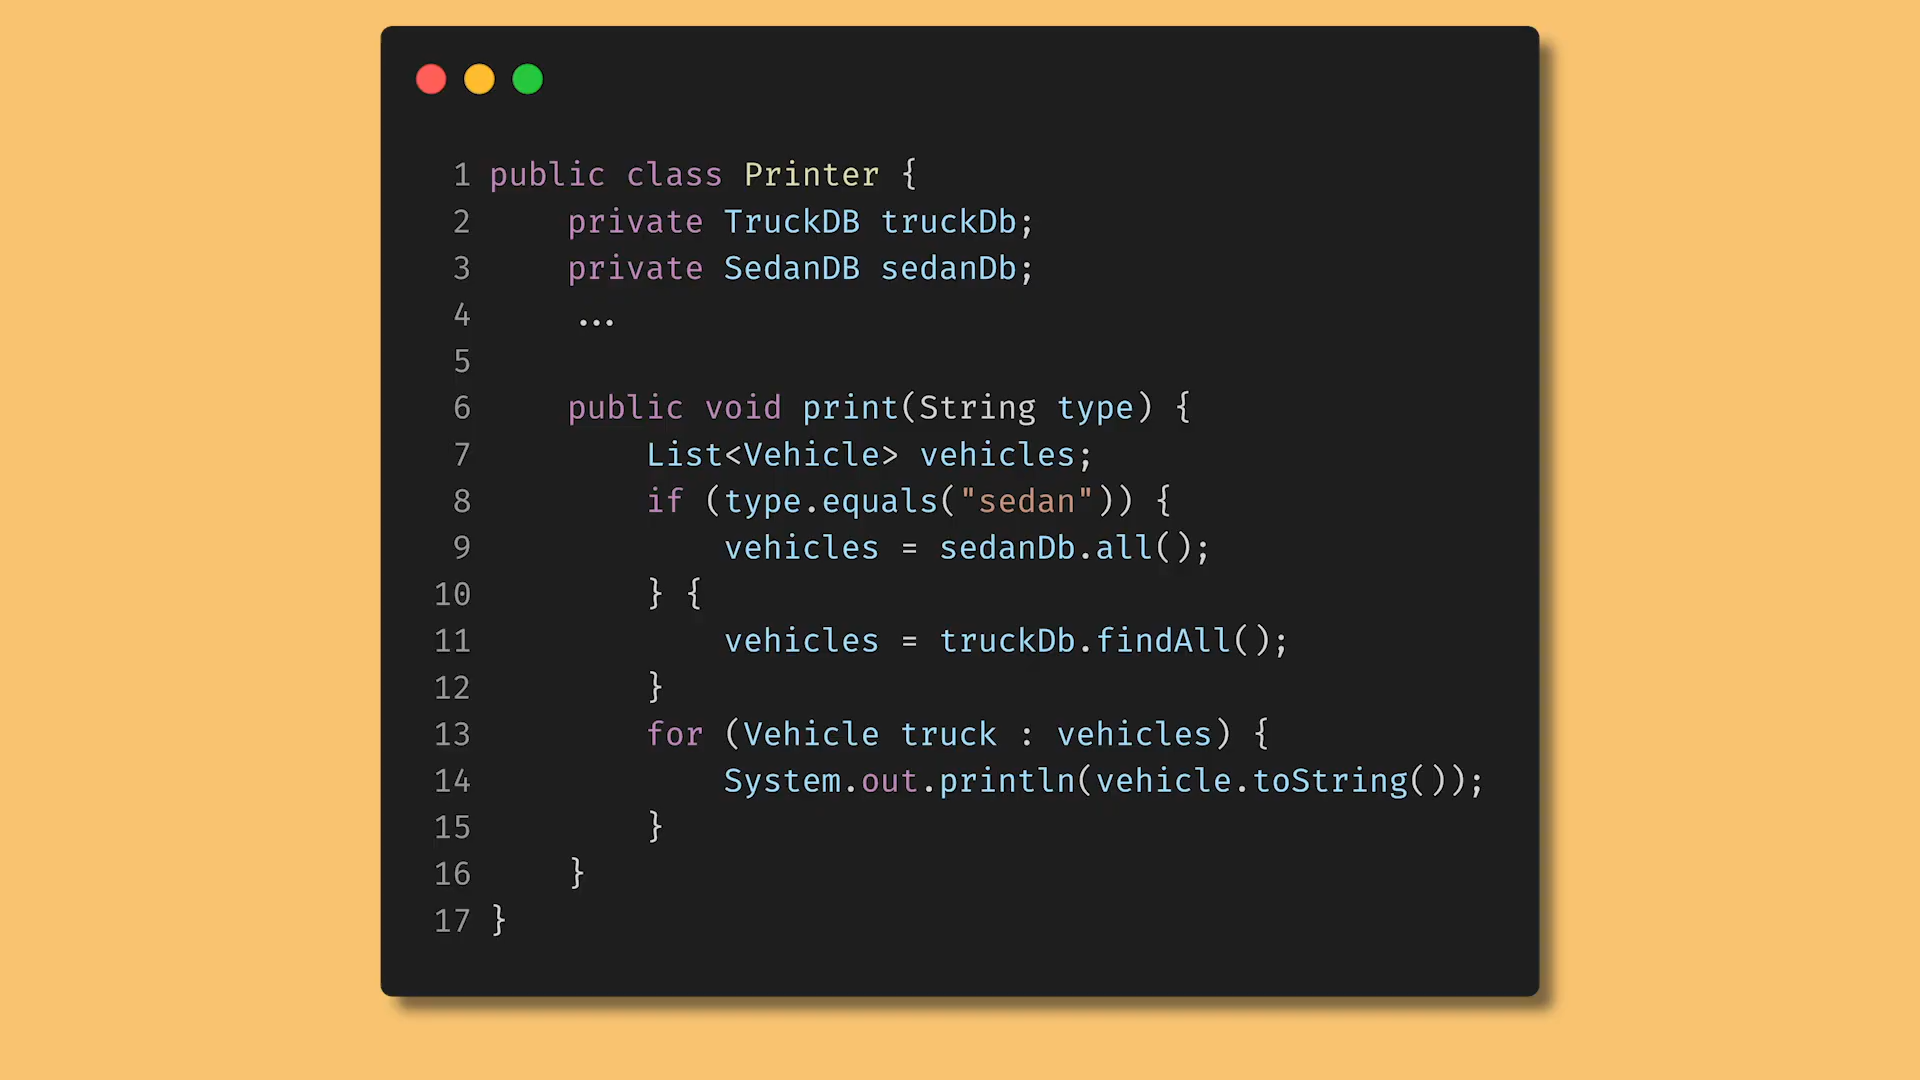 1 public class Printer {
2 private TruckDB truckDb;
3 private SedanDB sedanDb;
4 ...
5
6 public void print(String type) {
7 List<Vehicle> vehicles;
8 if (type.equals("sedan")) {
9 vehicles = sedanDb.all();
10 } {
11 vehicles = truckDb.findAll();
12 }
13 for (Vehicle truck : vehicles) {
14 System.out.println(vehicle.toString());
15 }
16 }
17 }